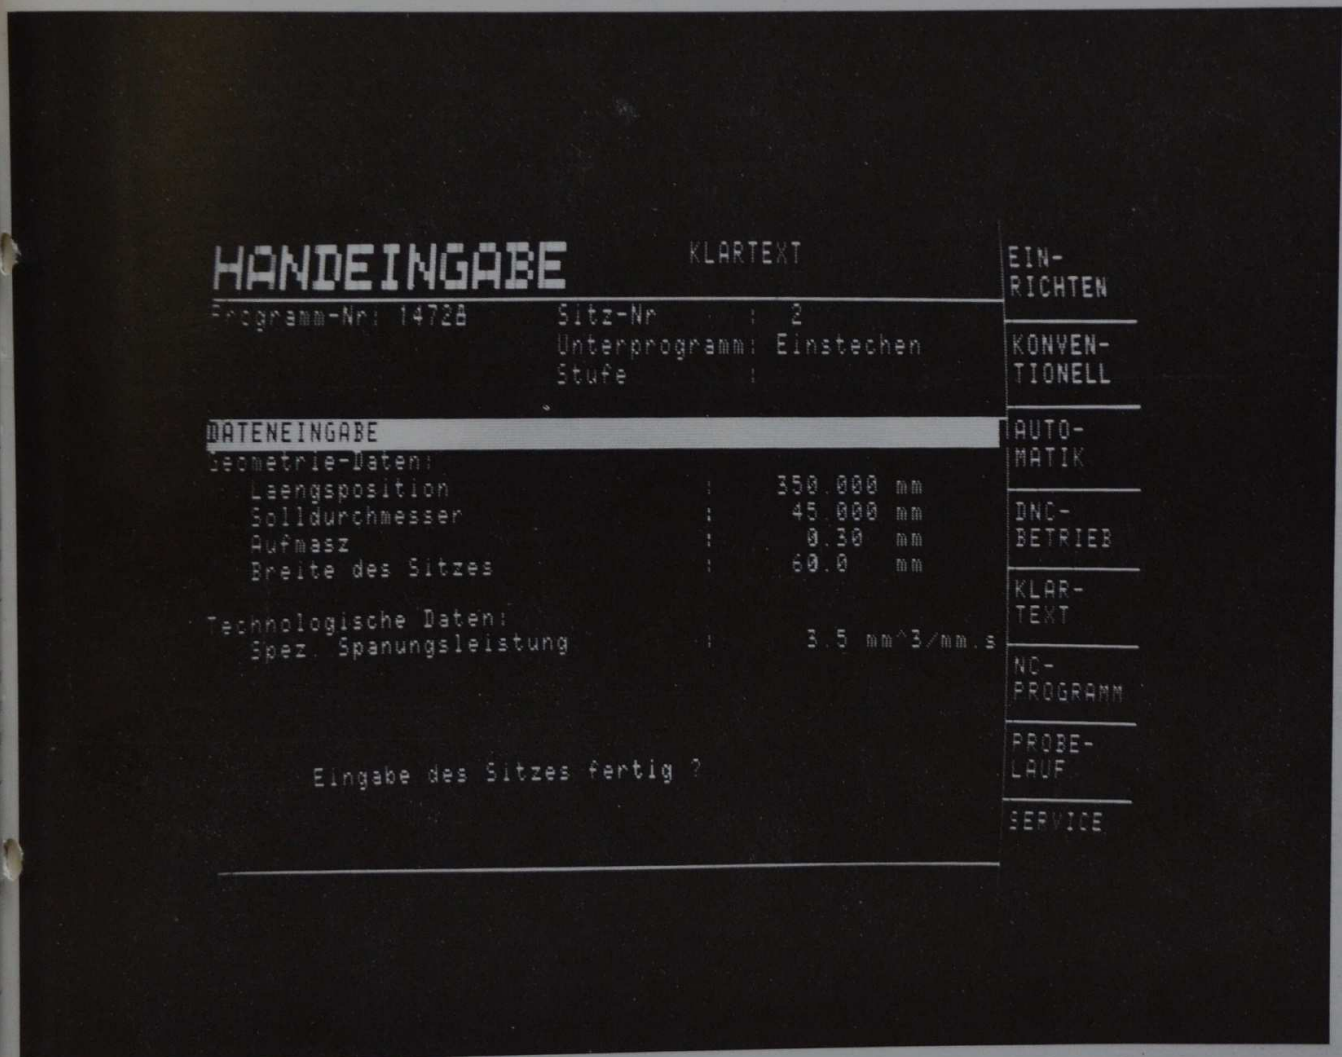 HANDEINGABE KLARTEXT
Programm-Nr: 14728 Sitz-Nr : 2
Unterprogramm: Einstechen
Stufe :
DATENEINGABE
Geometrie-Daten:
Laengsposition : 350.000 mm
Solldurchmesser : 45.000 mm
Aufmasz : 0.30 mm
Breite des Sitzes : 60.0 mm
Technologische Daten:
Spez. Spanungsleistung : 3.5 mm^3/mm.s
Eingabe des Sitzes fertig ?
EIN-
RICHTEN
KONVEN-
TIONELL
AUTO-
MATIK
DNC-
BETRIEB
KLAR-
TEXT
NC-
PROGRAMM
PROBE-
LAUF
SERVICE